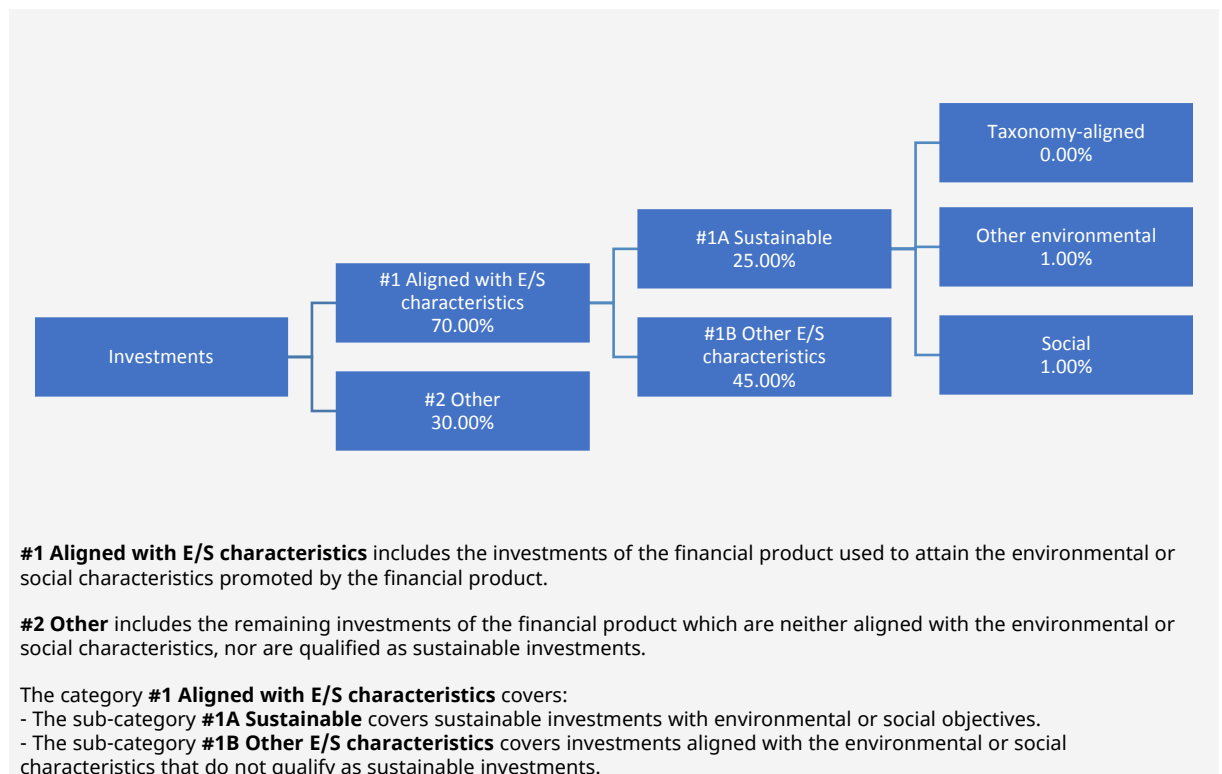 Taxonomy-aligned
0.00%
#1A Sustainable
25.00%
Other environmental
1.00%
#1 Aligned with E/S
characteristics
70.00%
Investments
#1B Other E/S
characteristics
45.00%
Social
1.00%
#2 Other
30.00%
#1 Aligned with E/S characteristics includes the investments of the financial product used to attain the environmental or
social characteristics promoted by the financial product.
#2 Other includes the remaining investments of the financial product which are neither aligned with the environmental or
social characteristics, nor are qualified as sustainable investments.
The category #1 Aligned with E/S characteristics covers:
- The sub-category #1A Sustainable covers sustainable investments with environmental or social objectives.
- The sub-category #1B Other E/S characteristics covers investments aligned with the environmental or social
characteristics that do not qualify as sustainable investments.